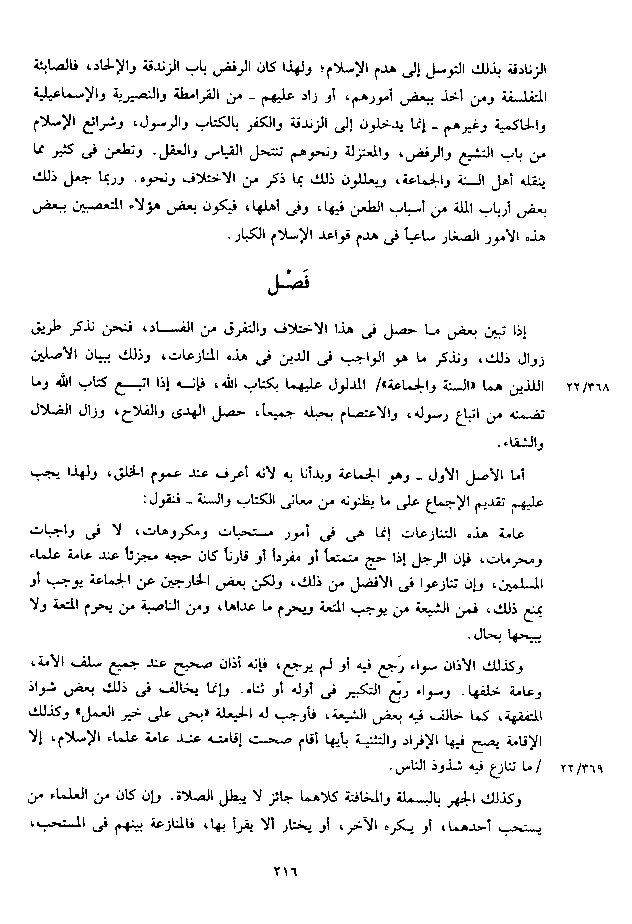 الزنادقة بذلك التوسل إلى هدم الإسلام؛ ولهذا كان الرفض باب الزندقة والإلحاد، فالصابئة
المتفلسفة ومن أخذ ببعض أمورهم، أو زاد عليهم ـ من القرامطة والنصيرية والإسماعيلية
والحاكمية وغيرهم ـ إنما يدخلون إلى الزندقة والكفر بالكتاب والرسول، وشرائع الإسلام
من باب التشيع والرفض، والمعتزلة ونحوهم تنتحل القياس والعقل. وتطعن فى كثير مما
ينقله أهل السنة والجماعة، ويعللون ذلك بما ذكر من الاختلاف ونحوه. وربما جعل ذلك
بعض أرباب الملة من أسباب الطعن فيها، وفى أهلها، فيكون بعض هؤلاء المتعصبين ببعض
هذه الأمور الصغار ساعياً فى هدم قواعد الإسلام الكبار.
فَصْل
إذا تبين بعض ما حصل فى هذا الاختلاف والتفرق من الفساد، فنحن نذكر طريق
زوال ذلك، ونذكر ما هو الواجب فى الدين فى هذه المنازعات، وذلك ببيان الأصلين
اللذين هما «السنة والجماعة»/ المدلول عليهما بكتاب الله، فإنه إذا اتبع كتاب الله وما ٢٢/٣٦٨
تضمنه من اتباع رسوله، والاعتصام بحبله جميعاً، حصل الهدى والفلاح، وزال الضلال
والشقاء.
أما الأصل الأول ـ وهو الجماعة وبدأنا به لأنه أعرف عند عموم الخلق، ولهذا يجب
عليهم تقديم الإجماع على ما يظنونه من معانى الكتاب والسنة ـ فنقول:
عامة هذه التنازعات إنما هى فى أمور مستحبات ومكروهات، لا فى واجبات
ومحرمات، فإن الرجل إذا حج متمتعاً أو مفرداً أو قارناً كان حجه مجزئاً عند عامة علماء
المسلمين، وإن تنازعوا فى الأفضل من ذلك، ولكن بعض الخارجين عن الجماعة يوجب أو
يمنع ذلك، فمن الشيعة من يوجب المتعة ويحرم ما عداها، ومن الناصبة من يحرم المتعة ولا
يبيحها بحال.
وكذلك الأذان سواء رَجع فيه أو لم يرجع، فإنه أذان صحيح عند جميع سلف الأمة،
وعامة خلفها. وسواء ربّع التكبير فى أوله أو ثناه. وإنما يخالف فى ذلك بعض شواذ
المتفقهة، كما خالف فيه بعض الشيعة، فأوجب له الحيعلة «بحى على خير العمل» وكذلك
الإقامة يصح فيها الإفراد والتثنية بأيها أقام صحت إقامته عند عامة علماء الإسلام، إلا
/ ما تنازع فيه شذوذ الناس. ٢٢/٣٦٩
وكذلك الجهر بالبسملة والمخافتة كلاهما جائز لا يبطل الصلاة. وإن كان من العلماء من
يستحب أحدهما، أو يكره الآخر، أو يختار ألا يقرأ بها، فالمنازعة بينهم فى المستحب،
٢١٦